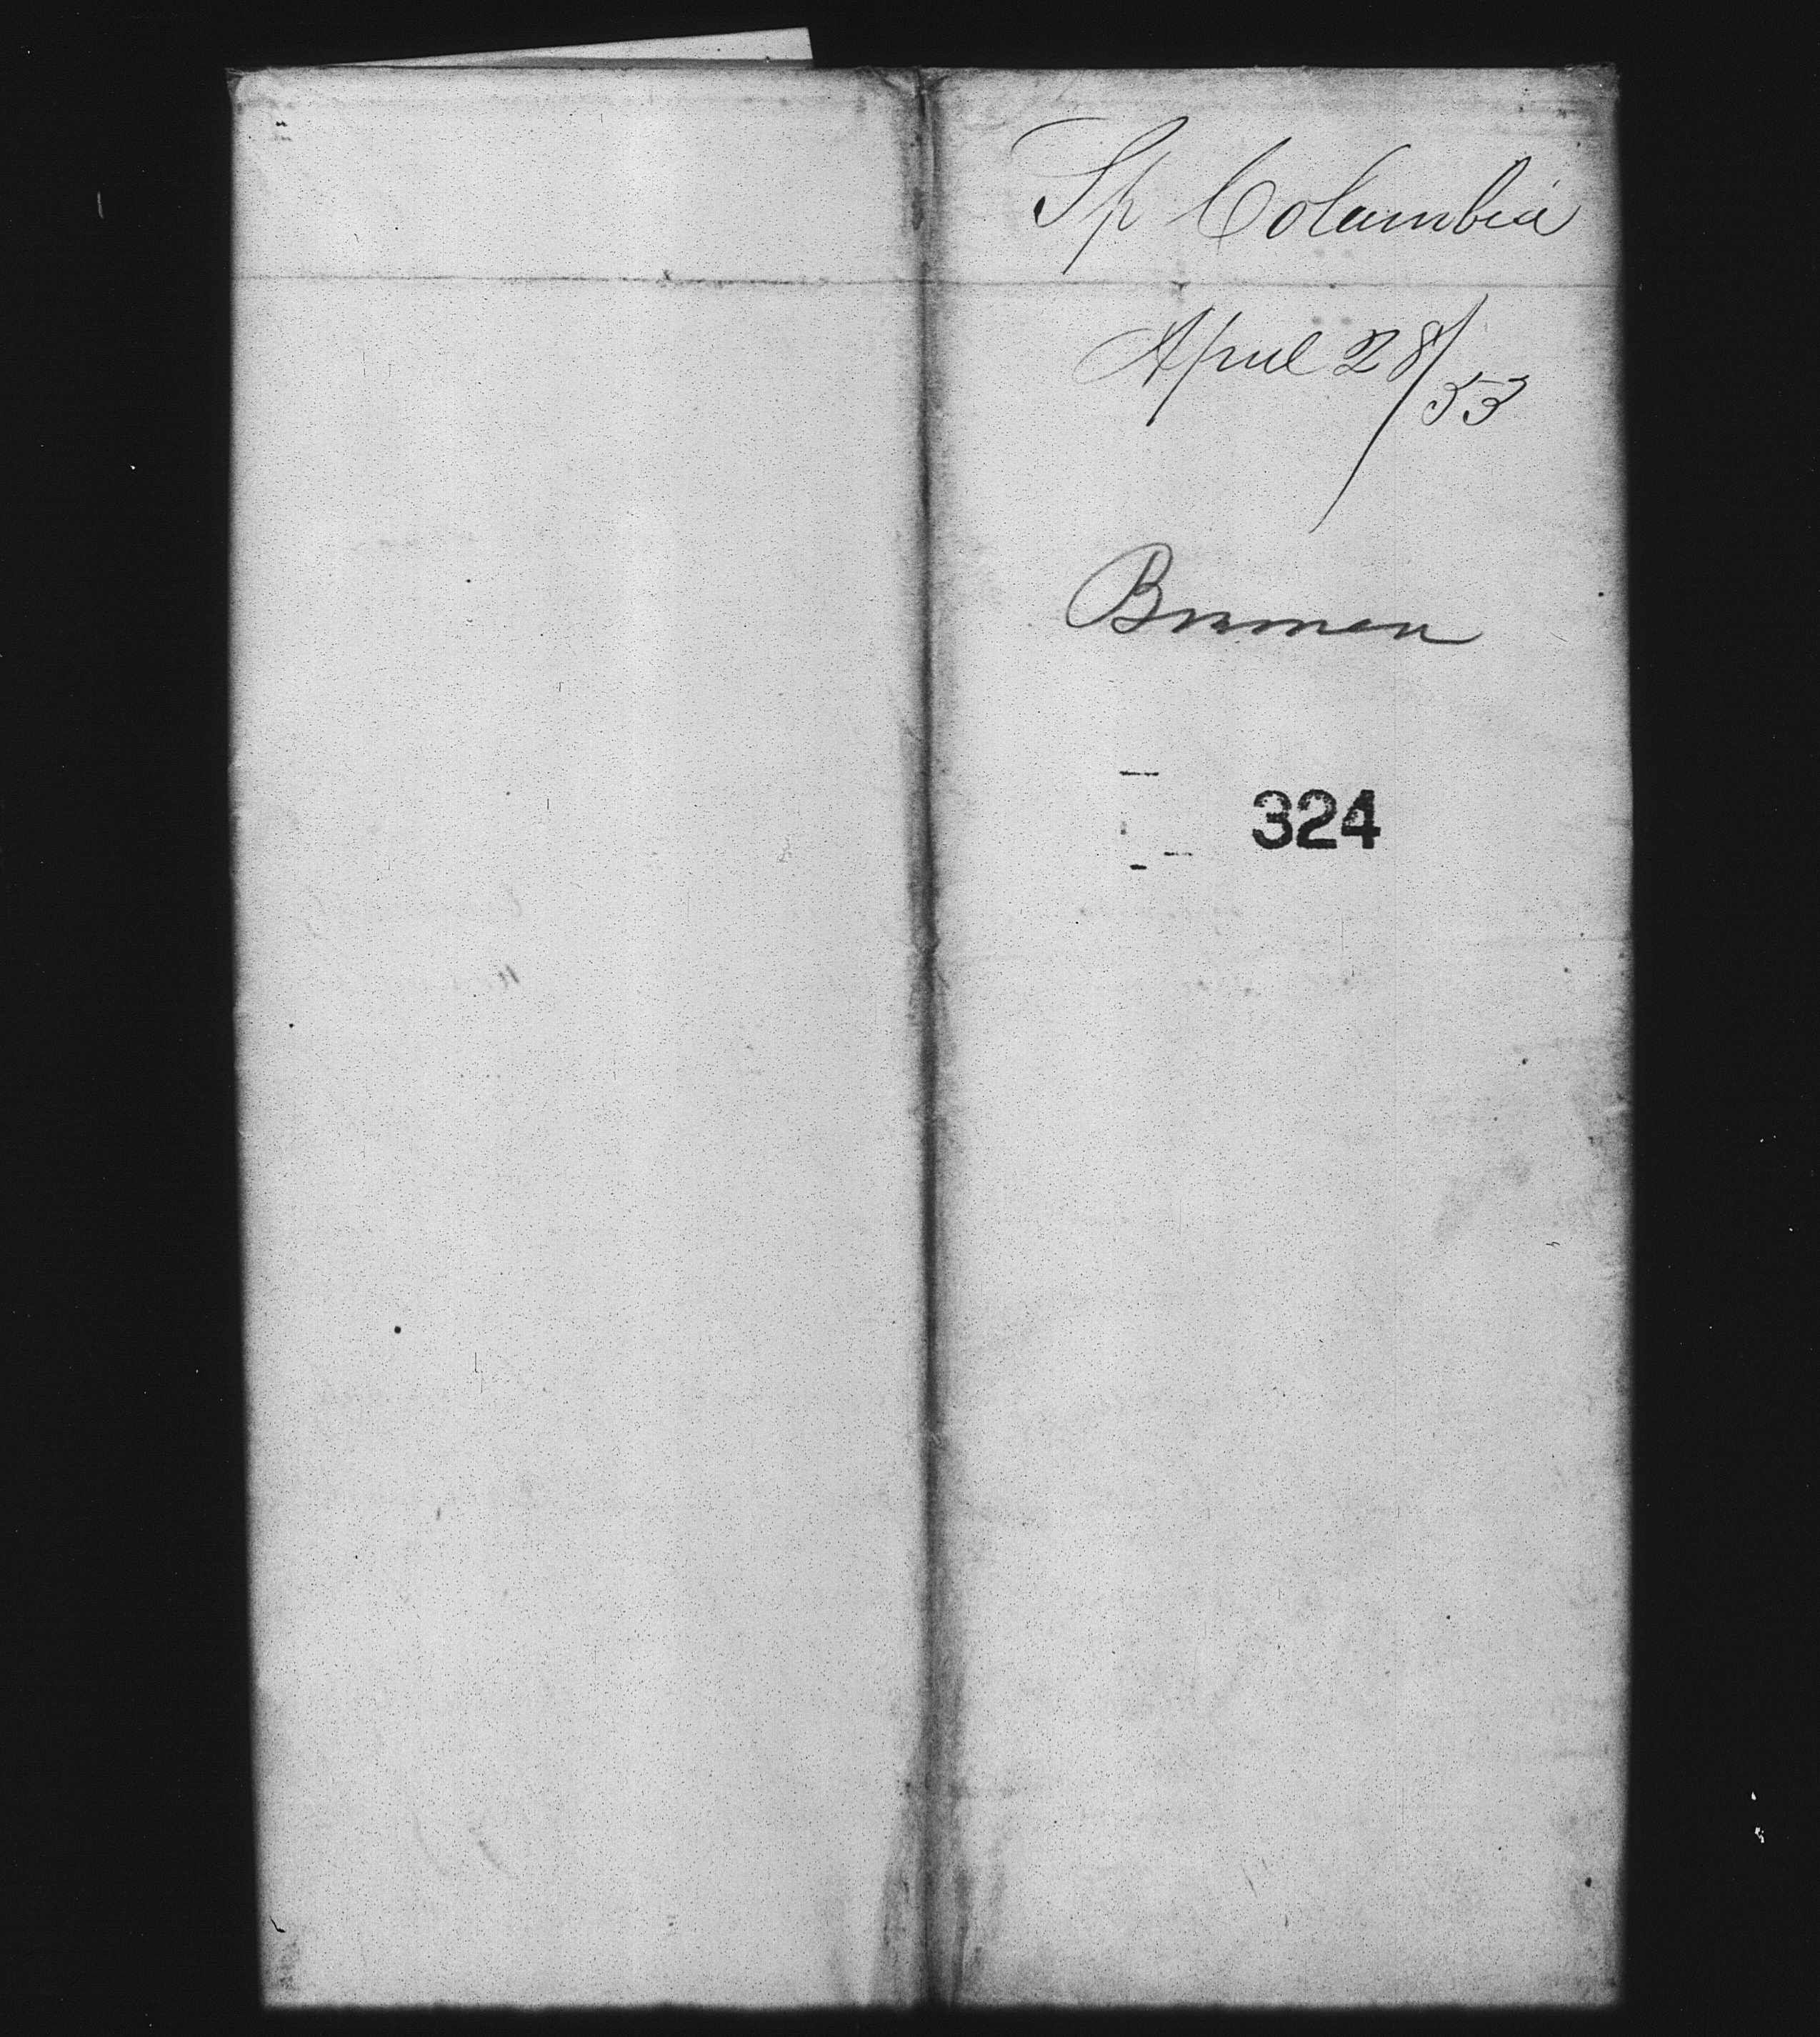 Sp Columbia
April 28/53
Bremen
324